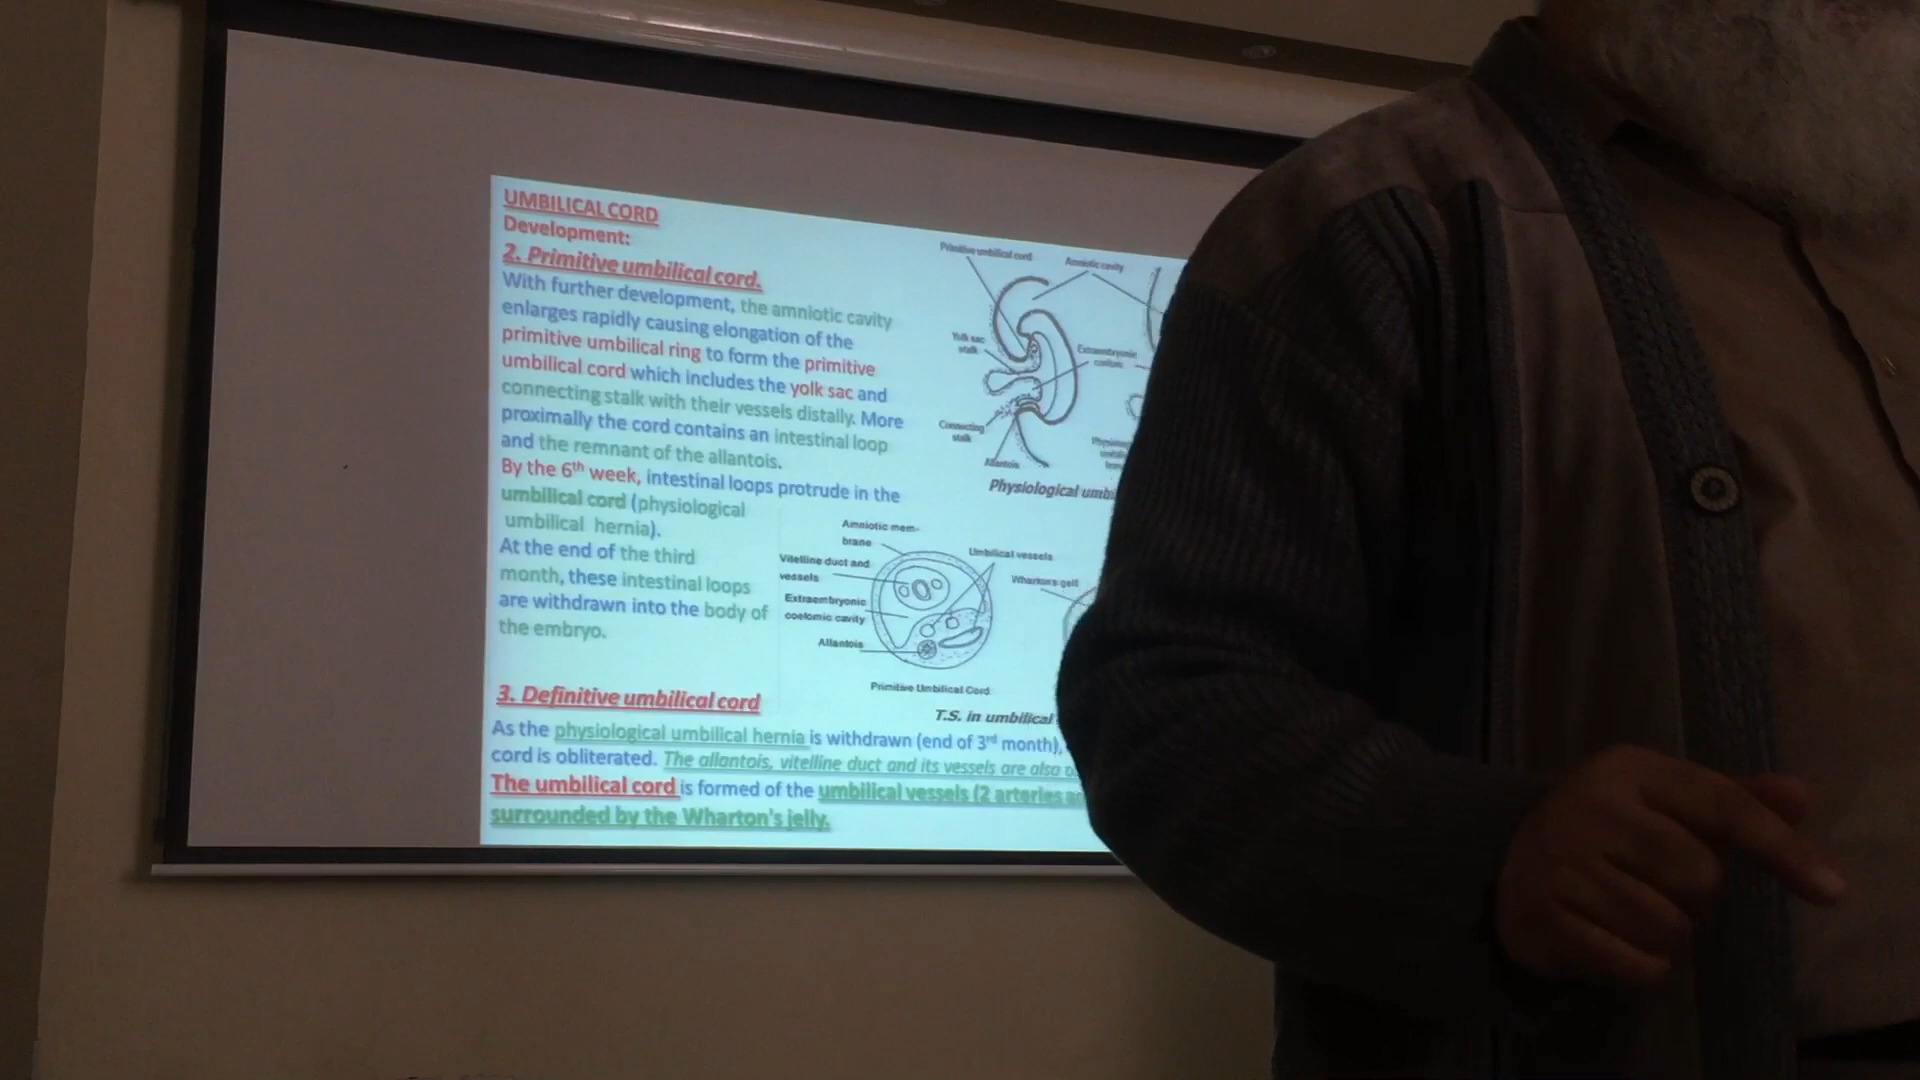 UMBILICAL CORD
Development:
2. Primitive umbilical cord.
With further development, the amniotic cavity
enlarges rapidly causing elongation of the
primitive umbilical ring to form the primitive
umbilical cord which includes the yolk sac and
connecting stalk with their vessels distally. More
proximally the cord contains an intestinal loop
and the remnant of the allantois.
By the 6th week, intestinal loops protrude in the
umbilical cord (physiological
umbilical hernia).
At the end of the third
month, these intestinal loops
are withdrawn into the body of
the embryo.
Primitive umbilical cord
Amniotic cavity
Yolk sac
stalk
Extraembryonic
coelom
Connecting
stalk
Allantois
Physiological
Amniotic mem-
brane
Umbilical vessels
Vitelline duct and
vessels
Wharton's gell
Extraembryonic
coelomic cavity
Allantois
Primitive Umbilical Cord
T.S. in umbilical
3. Definitive umbilical cord
As the physiological umbilical hernia is withdrawn (end of 3rd month),
cord is obliterated. The allantois, vitelline duct and its vessels are also
The umbilical cord is formed of the umbilical vessels (2 arteries
surrounded by the Wharton's jelly.